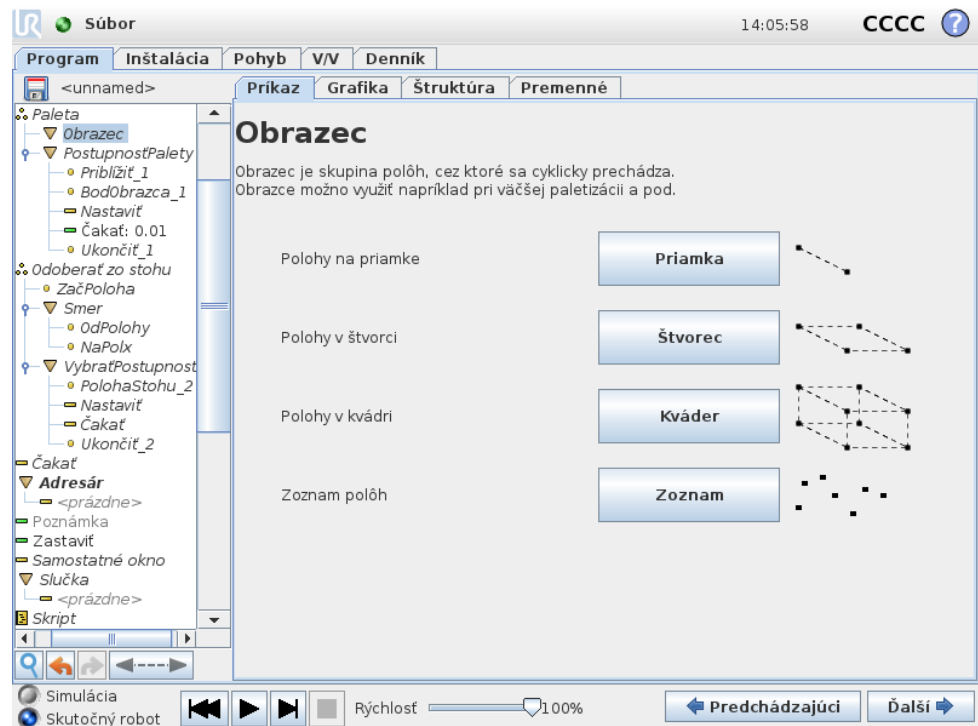 UR Súbor 14:05:58 CCCC ?
Program Inštalácia Pohyb V/V Denník
<unnamed> Príkaz Grafika Štruktúra Premenné
Paleta
Obrazec
PostupnosťPalety
Priblížiť_1
BodObrazca_1
Nastaviť
Čakať: 0.01
Ukončiť_1
Odoberať zo stohu
ZačPoloha
Smer
OdPolohy
NaPolx
VybraťPostupnosť
PolohaStohu_2
Nastaviť
Čakať
Ukončiť_2
Čakať
Adresár
<prázdne>
Poznámka
Zastaviť
Samostatné okno
Slučka
<prázdne>
Skript
Obrazec
Obrazec je skupina polôh, cez ktoré sa cyklicky prechádza.
Obrazce možno využiť napríklad pri väčšej paletizácii a pod.
Polohy na priamke Priamka
Polohy v štvorci Štvorec
Polohy v kvádri Kváder
Zoznam polôh Zoznam
Simulácia
Skutočný robot
Rýchlosť 100%
Predchádzajúci Ďalší